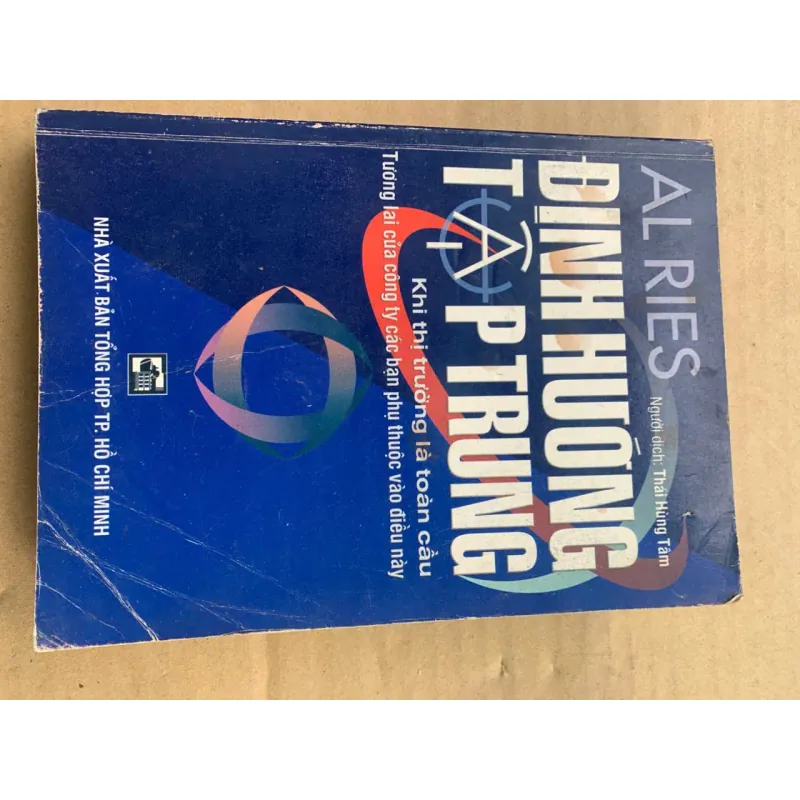 AL RIES
Người dịch: Thái Hùng Tâm
ĐỊNH HƯỚNG
TẬP TRUNG
Khi thị trường là toàn cầu
Tương lai của công ty các bạn phụ thuộc vào điều này
NHÀ XUẤT BẢN TỔNG HỢP TP. HỒ CHÍ MINH